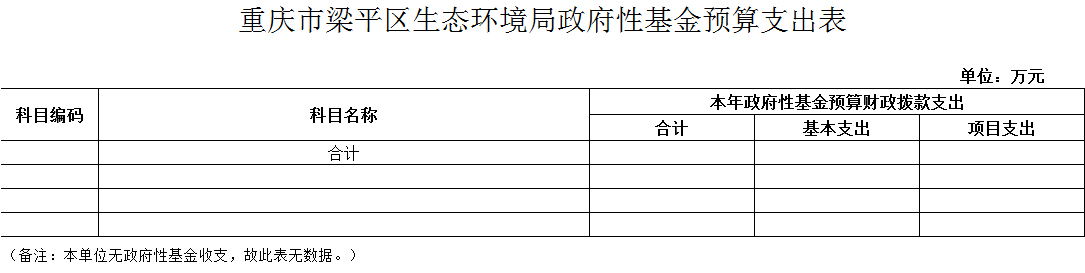 重庆市梁平区生态环境局政府性基金预算支出表
单位：万元
科目编码 科目名称 本年政府性基金预算财政拨款支出
合计 基本支出 项目支出
合计
（备注：本单位无政府性基金收支，故此表无数据。）